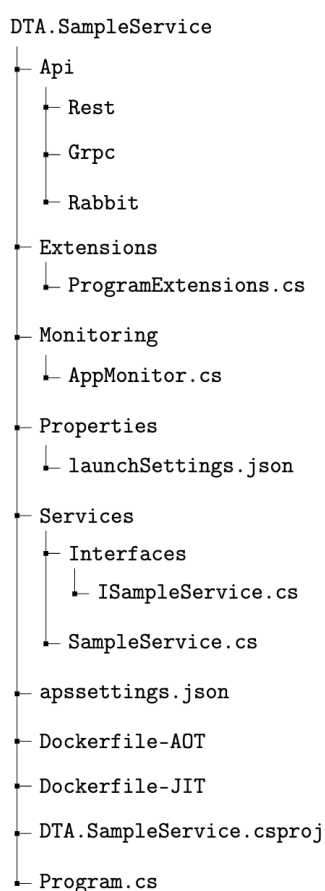 DTA.SampleService
Api
Rest
Grpc
Rabbit
Extensions
ProgramExtensions.cs
Monitoring
AppMonitor.cs
Properties
launchSettings.json
Services
Interfaces
ISampleService.cs
SampleService.cs
apssettings.json
Dockerfile-AOT
Dockerfile-JIT
DTA.SampleService.csproj
Program.cs